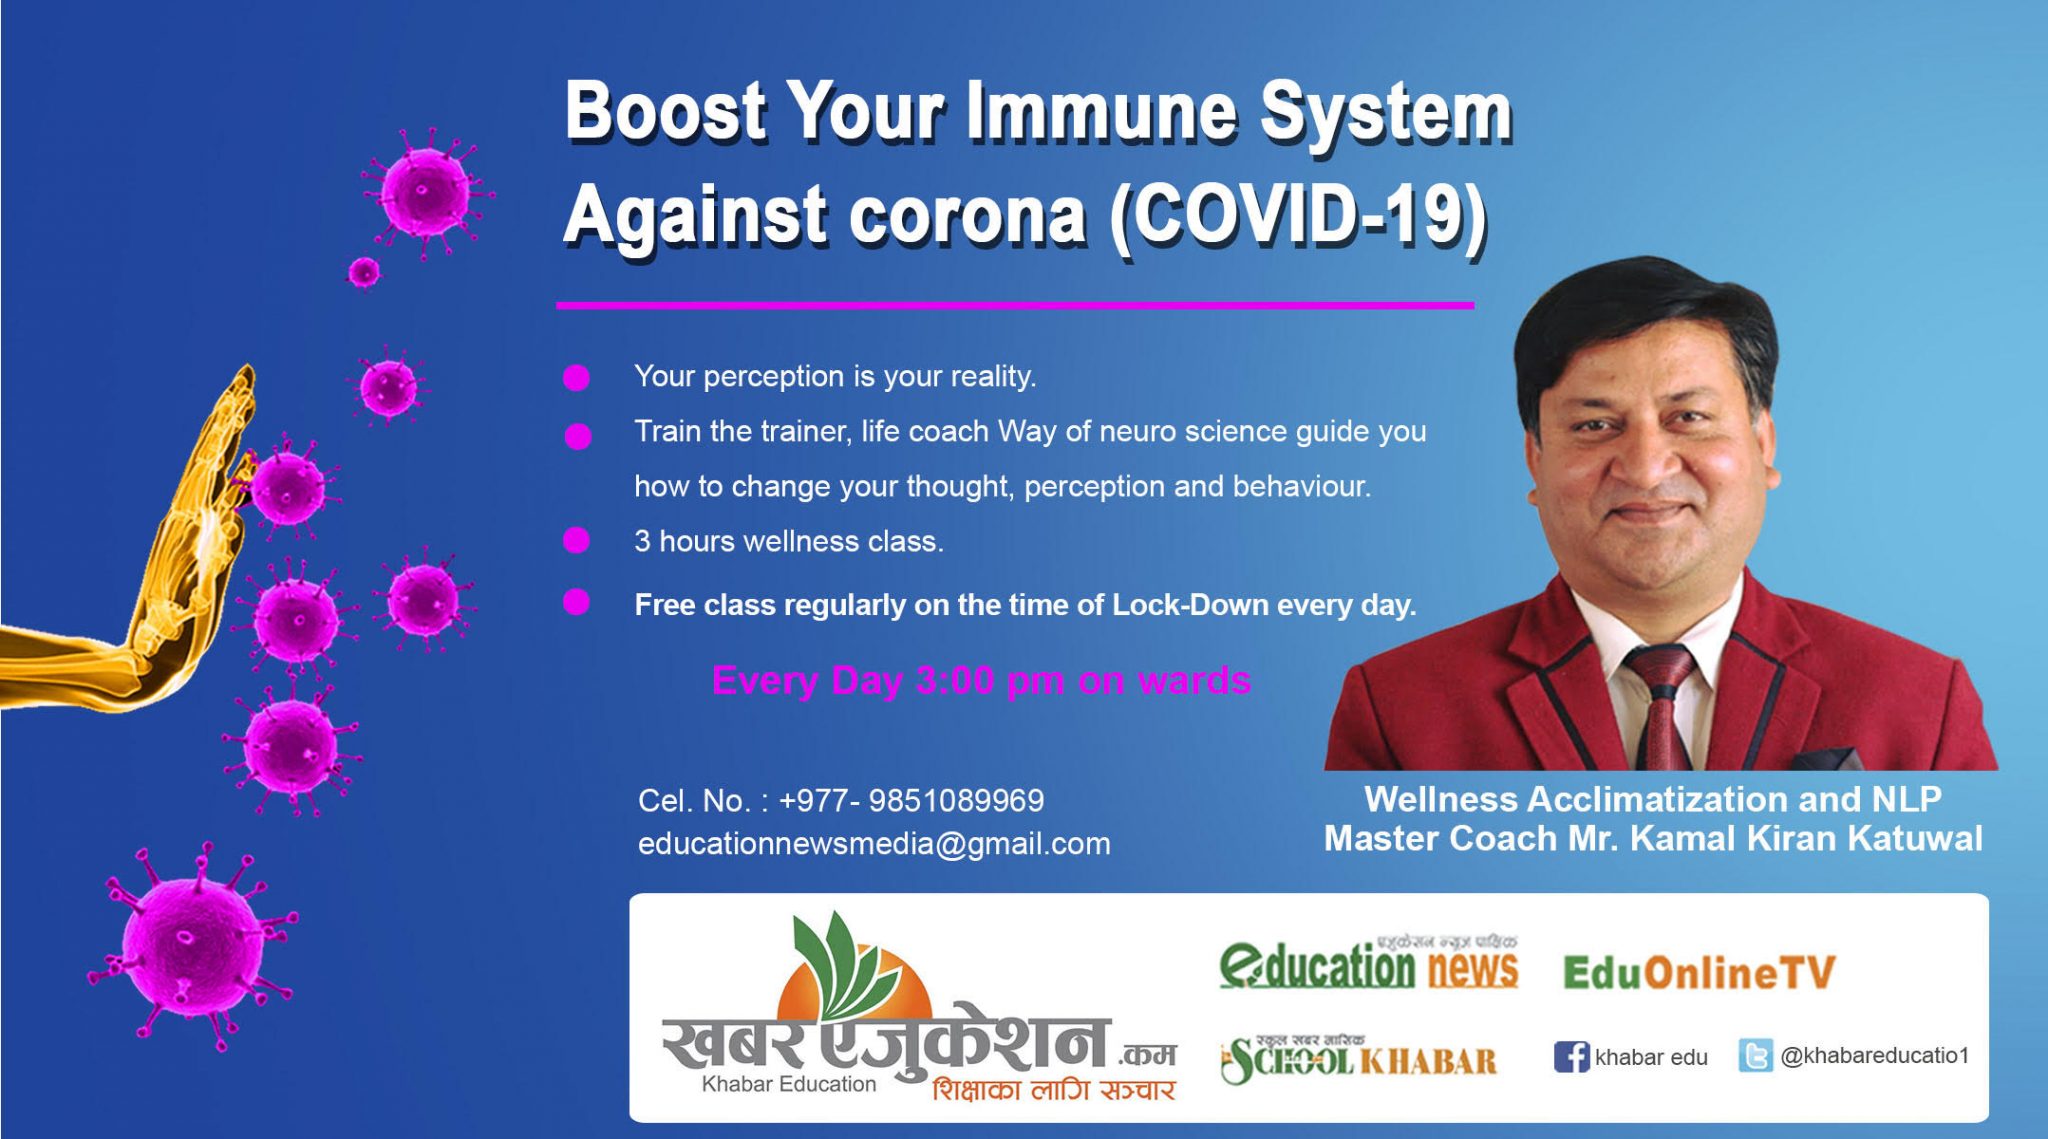 Boost Your Immune System
Against corona (COVID-19)
Your perception is your reality.
Train the trainer, life coach Way of neuro science guide you
how to change your thought, perception and behaviour.
3 hours wellness class.
Free class regularly on the time of Lock-Down every day.
Every Day 3:00 pm on wards
Cel. No. : +977- 9851089969
educationnewsmedia@gmail.com
Wellness Acclimatization and NLP
Master Coach Mr. Kamal Kiran Katuwal
खबर एजुकेशन .कम
Khabar Education
शिक्षाका लागि सञ्चार
एजुकेसन न्यूज पाक्षिक
education news
EduOnlineTV
स्कूल खबर मासिक
SCHOOL KHABAR
khabar edu
@khabareducatio1